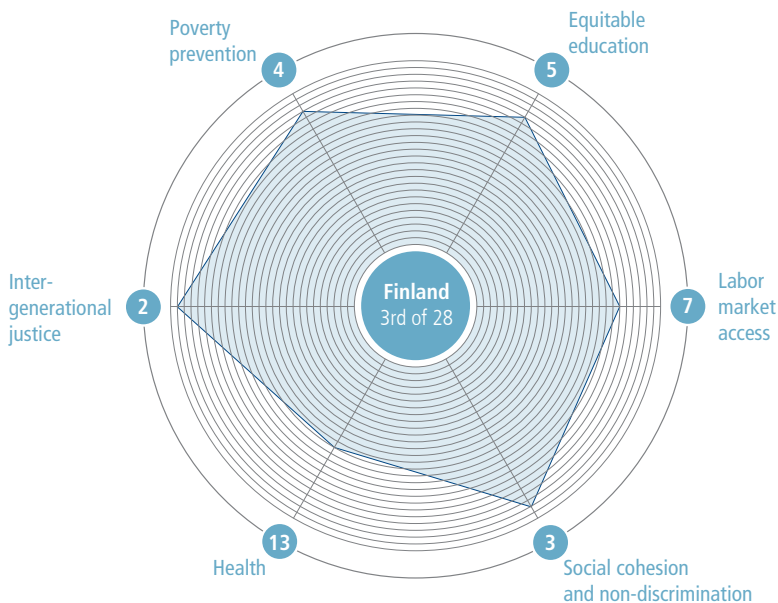 Poverty
prevention
4
Equitable
education
5
Inter-
generational
justice
2
Finland
3rd of 28
7
Labor
market
access
13
Health
3
Social cohesion
and non-discrimination